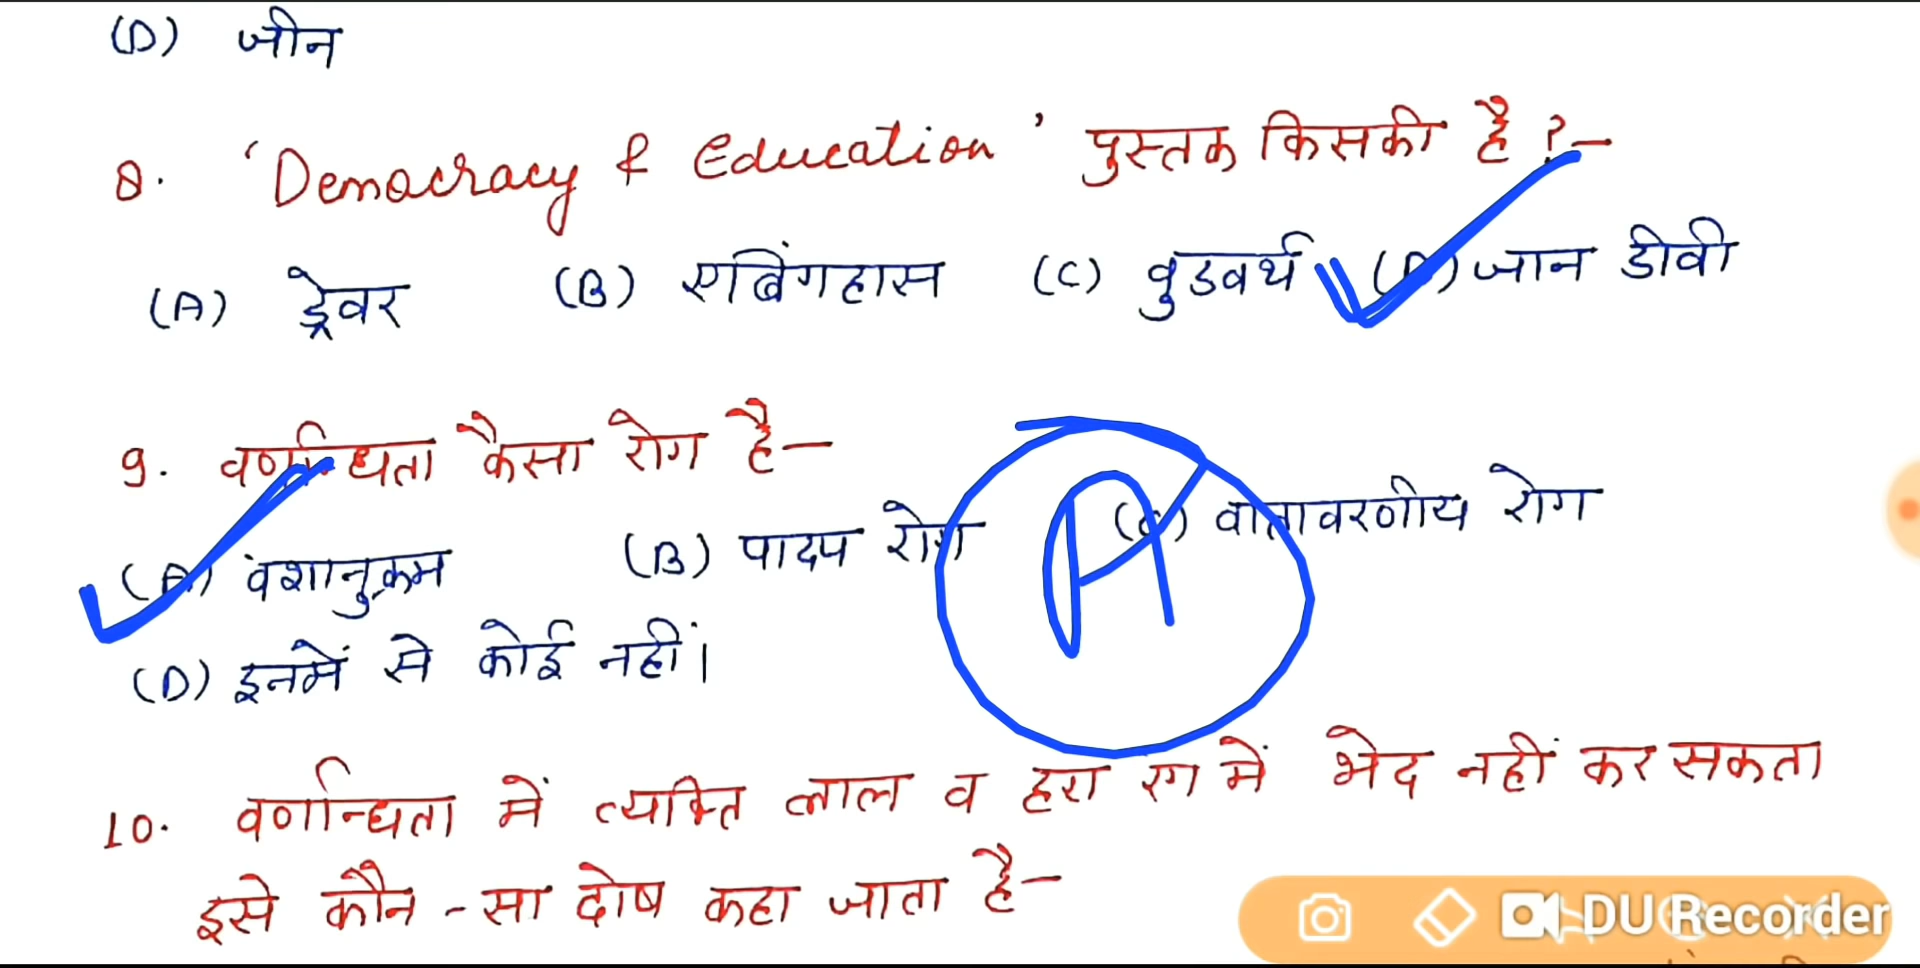 (D) जीन
8. 'Democracy & Education' पुस्तक किसकी है ?-
(A) ड्रेवर (B) एबिंगहास (C) वुडवर्थ (D) जान डीवी
9. वर्णान्धता कैसा रोग है-
(A) वंशानुक्रम (B) पादप रोग (C) वातावरणीय रोग
(D) इनमें से कोई नहीं।
A
10. वर्णान्धता में व्यक्ति लाल व हरा रंग में भेद नहीं कर सकता
इसे कौन-सा दोष कहा जाता है-
DU Recorder